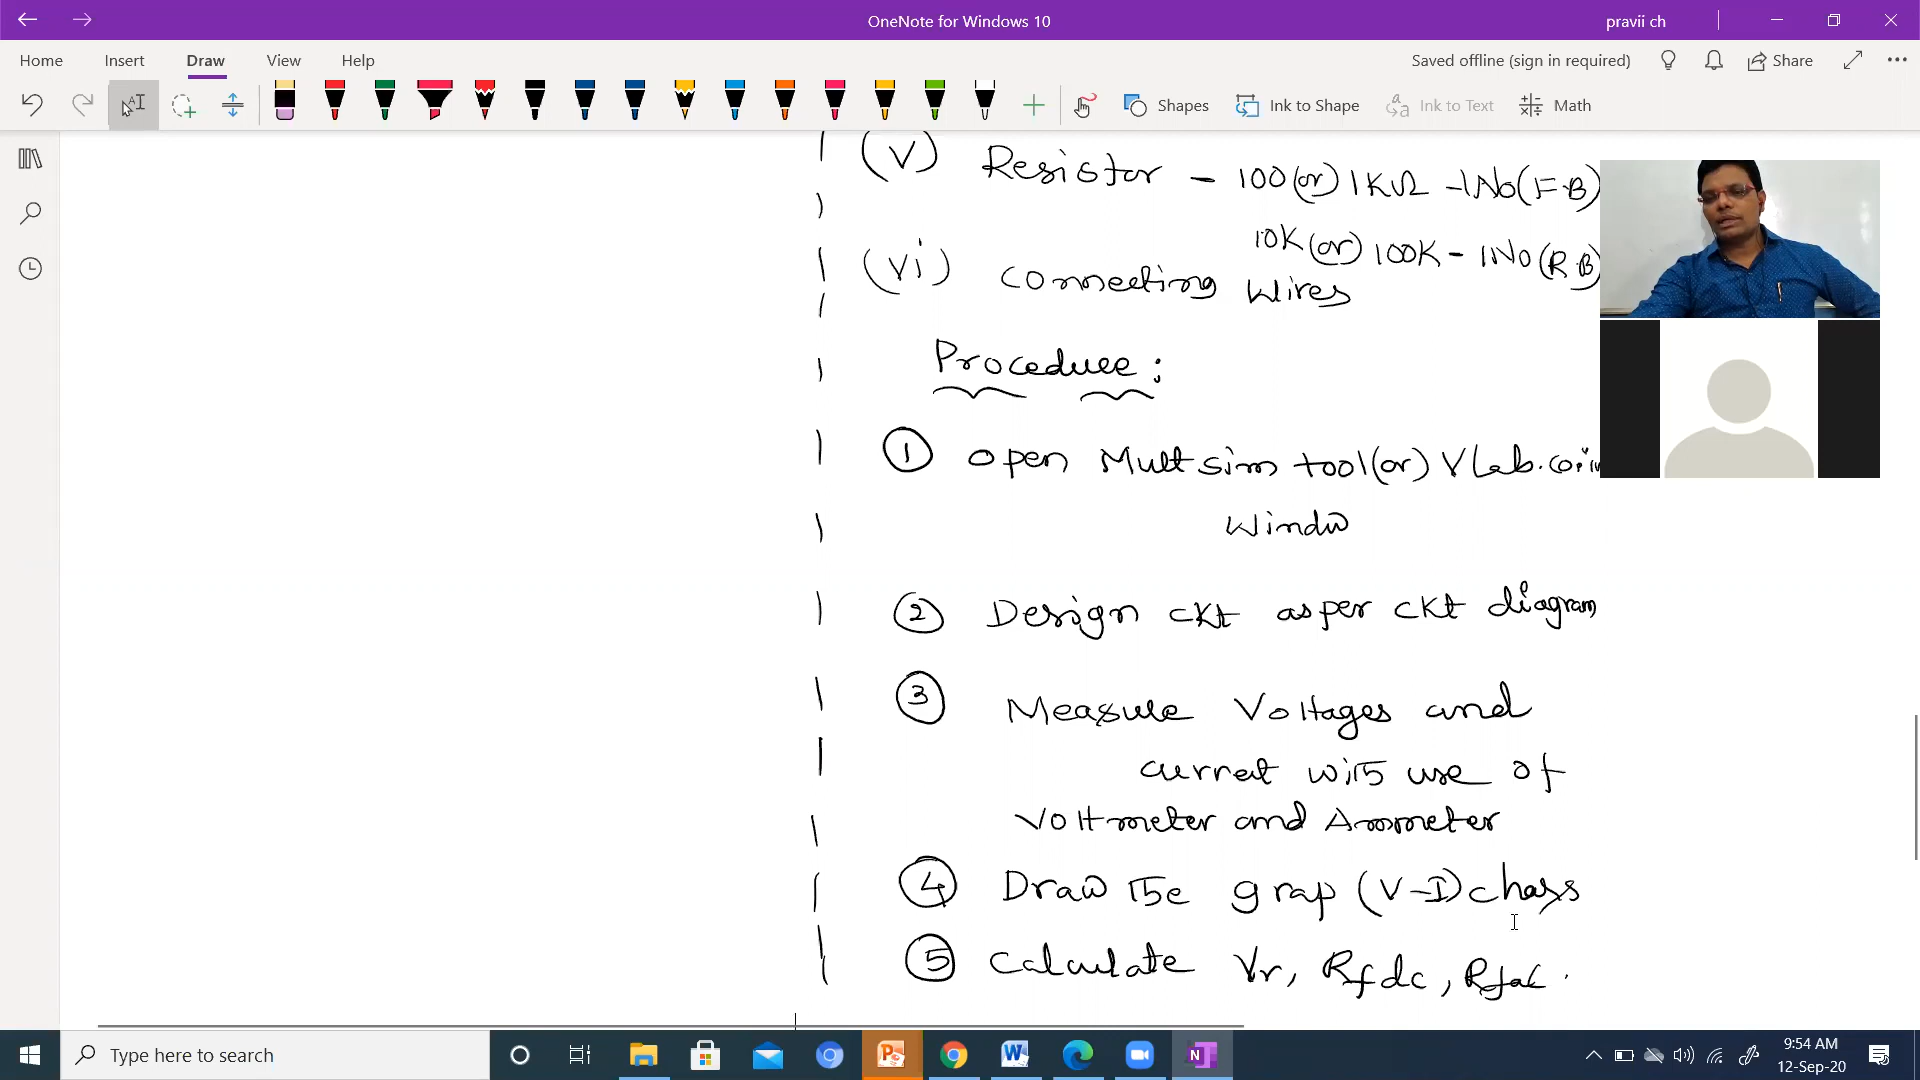 OneNote for Windows 10
pravii ch
Home Insert Draw View Help
Saved offline (sign in required) Share
Shapes Ink to Shape Ink to Text Math
(V) Resistor - 100 (or) 1KΩ - 1No (F.B)
10K (or) 100K - 1No (R.B)
(Vi) Connecting Wires
Procedure:
1 Open Multsim tool (or) Vlab.co.in
Windo
2 Design ckt as per ckt diagram
3 Measure Voltages and
current with use of
Voltmeter and Ammeter
4 Draw the grap (V-I) chars
5 Calculate Vr, Rfdc, Rfac.
Type here to search
9:54 AM
12-Sep-20